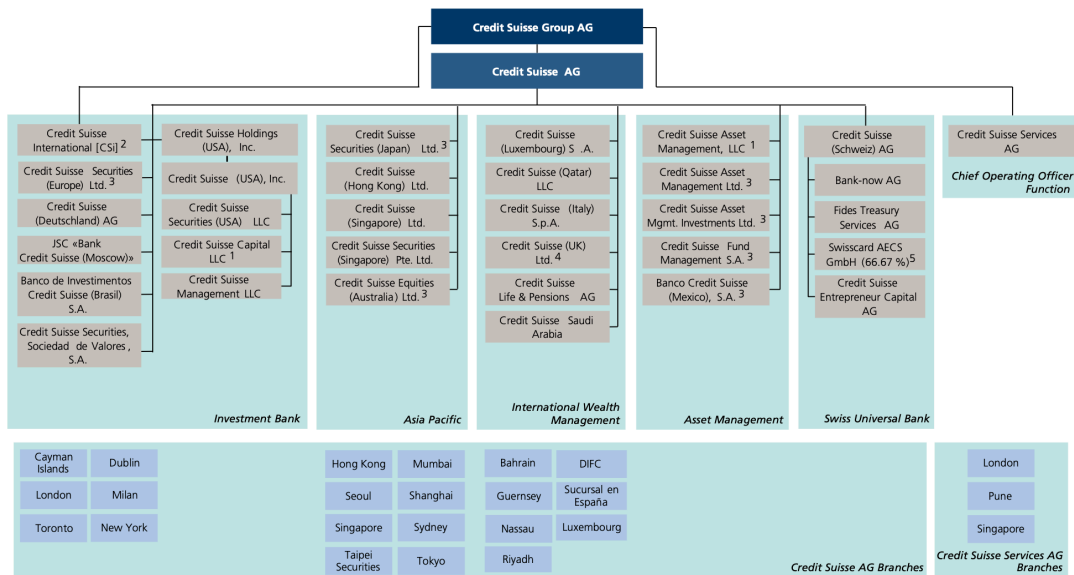 Credit Suisse Group AG
Credit Suisse AG
Credit Suisse
International [CSi] 2
Credit Suisse Securities
(Europe) Ltd. 3
Credit Suisse
(Deutschland) AG
JSC «Bank
Credit Suisse (Moscow)»
Banco de Investimentos
Credit Suisse (Brasil)
S.A.
Credit Suisse Securities,
Sociedad de Valores ,
S.A.
Credit Suisse Holdings
(USA), Inc.
Credit Suisse (USA), Inc.
Credit Suisse
Securities (USA) LLC
Credit Suisse Capital
LLC 1
Credit Suisse
Management LLC
Investment Bank
Credit Suisse
Securities (Japan) Ltd. 3
Credit Suisse
(Hong Kong) Ltd.
Credit Suisse
(Singapore) Ltd.
Credit Suisse Securities
(Singapore) Pte. Ltd.
Credit Suisse Equities
(Australia) Ltd. 3
Asia Pacific
Credit Suisse
(Luxembourg) S .A.
Credit Suisse (Qatar)
LLC
Credit Suisse (Italy)
S.p.A.
Credit Suisse (UK)
Ltd. 4
Credit Suisse
Life & Pensions AG
Credit Suisse Saudi
Arabia
International Wealth
Management
Credit Suisse Asset
Management, LLC 1
Credit Suisse Asset
Management Ltd. 3
Credit Suisse Asset
Mgmt. Investments Ltd. 3
Credit Suisse Fund
Management S.A. 3
Banco Credit Suisse
(Mexico), S.A. 3
Asset Management
Credit Suisse
(Schweiz) AG
Bank-now AG
Fides Treasury
Services AG
Swisscard AECS
GmbH (66.67 %)5
Credit Suisse
Entrepreneur Capital
AG
Swiss Universal Bank
Credit Suisse Services
AG
Chief Operating Officer
Function
Cayman
Islands
Dublin
London
Milan
Toronto
New York
Hong Kong
Mumbai
Seoul
Shanghai
Singapore
Sydney
Taipei
Securities
Tokyo
Bahrain
DIFC
Guernsey
Sucursal en
España
Nassau
Luxembourg
Riyadh
Credit Suisse AG Branches
London
Pune
Singapore
Credit Suisse Services AG
Branches